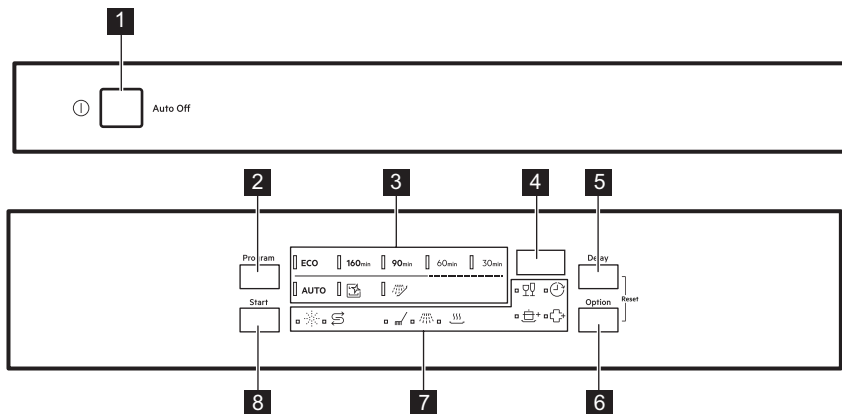 1
Auto Off
2
3
4
5
Program
ECO 160min 90min 60min 30min
Delay
AUTO
Start
Option
Reset
8
7
6